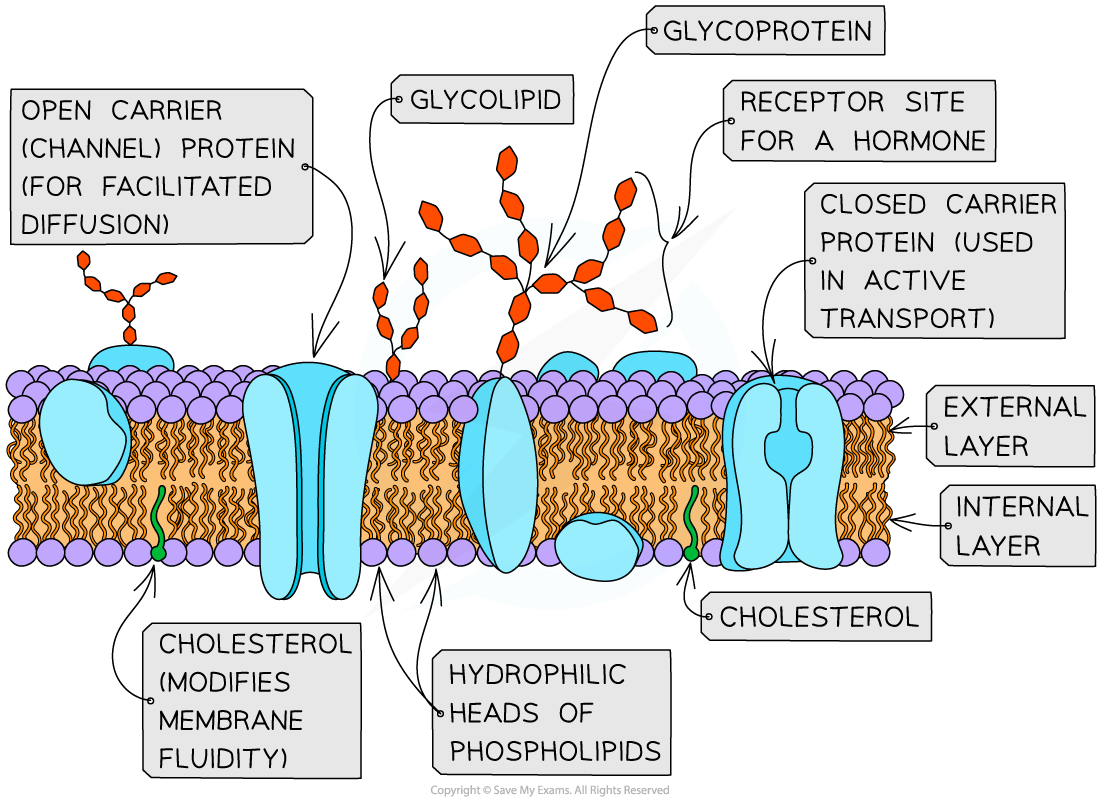 GLYCOPROTEIN
GLYCOLIPID
RECEPTOR SITE
FOR A HORMONE
OPEN CARRIER
(CHANNEL) PROTEIN
(FOR FACILITATED
DIFFUSION)
CLOSED CARRIER
PROTEIN (USED
IN ACTIVE
TRANSPORT)
EXTERNAL
LAYER
INTERNAL
LAYER
CHOLESTEROL
CHOLESTEROL
(MODIFIES
MEMBRANE
FLUIDITY)
HYDROPHILIC
HEADS OF
PHOSPHOLIPIDS
Copyright © Save My Exams. All Rights Reserved